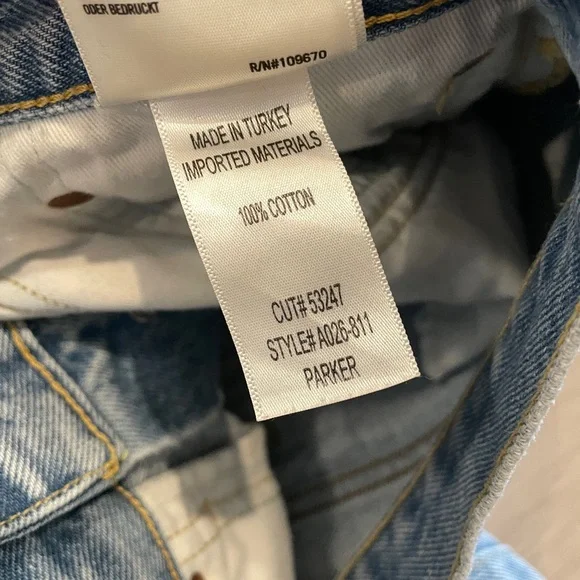 ODER BEDRUCKT
R/N#109670
MADE IN TURKEY
IMPORTED MATERIALS
100% COTTON
CUT# 53247
STYLE# A026-811
PARKER